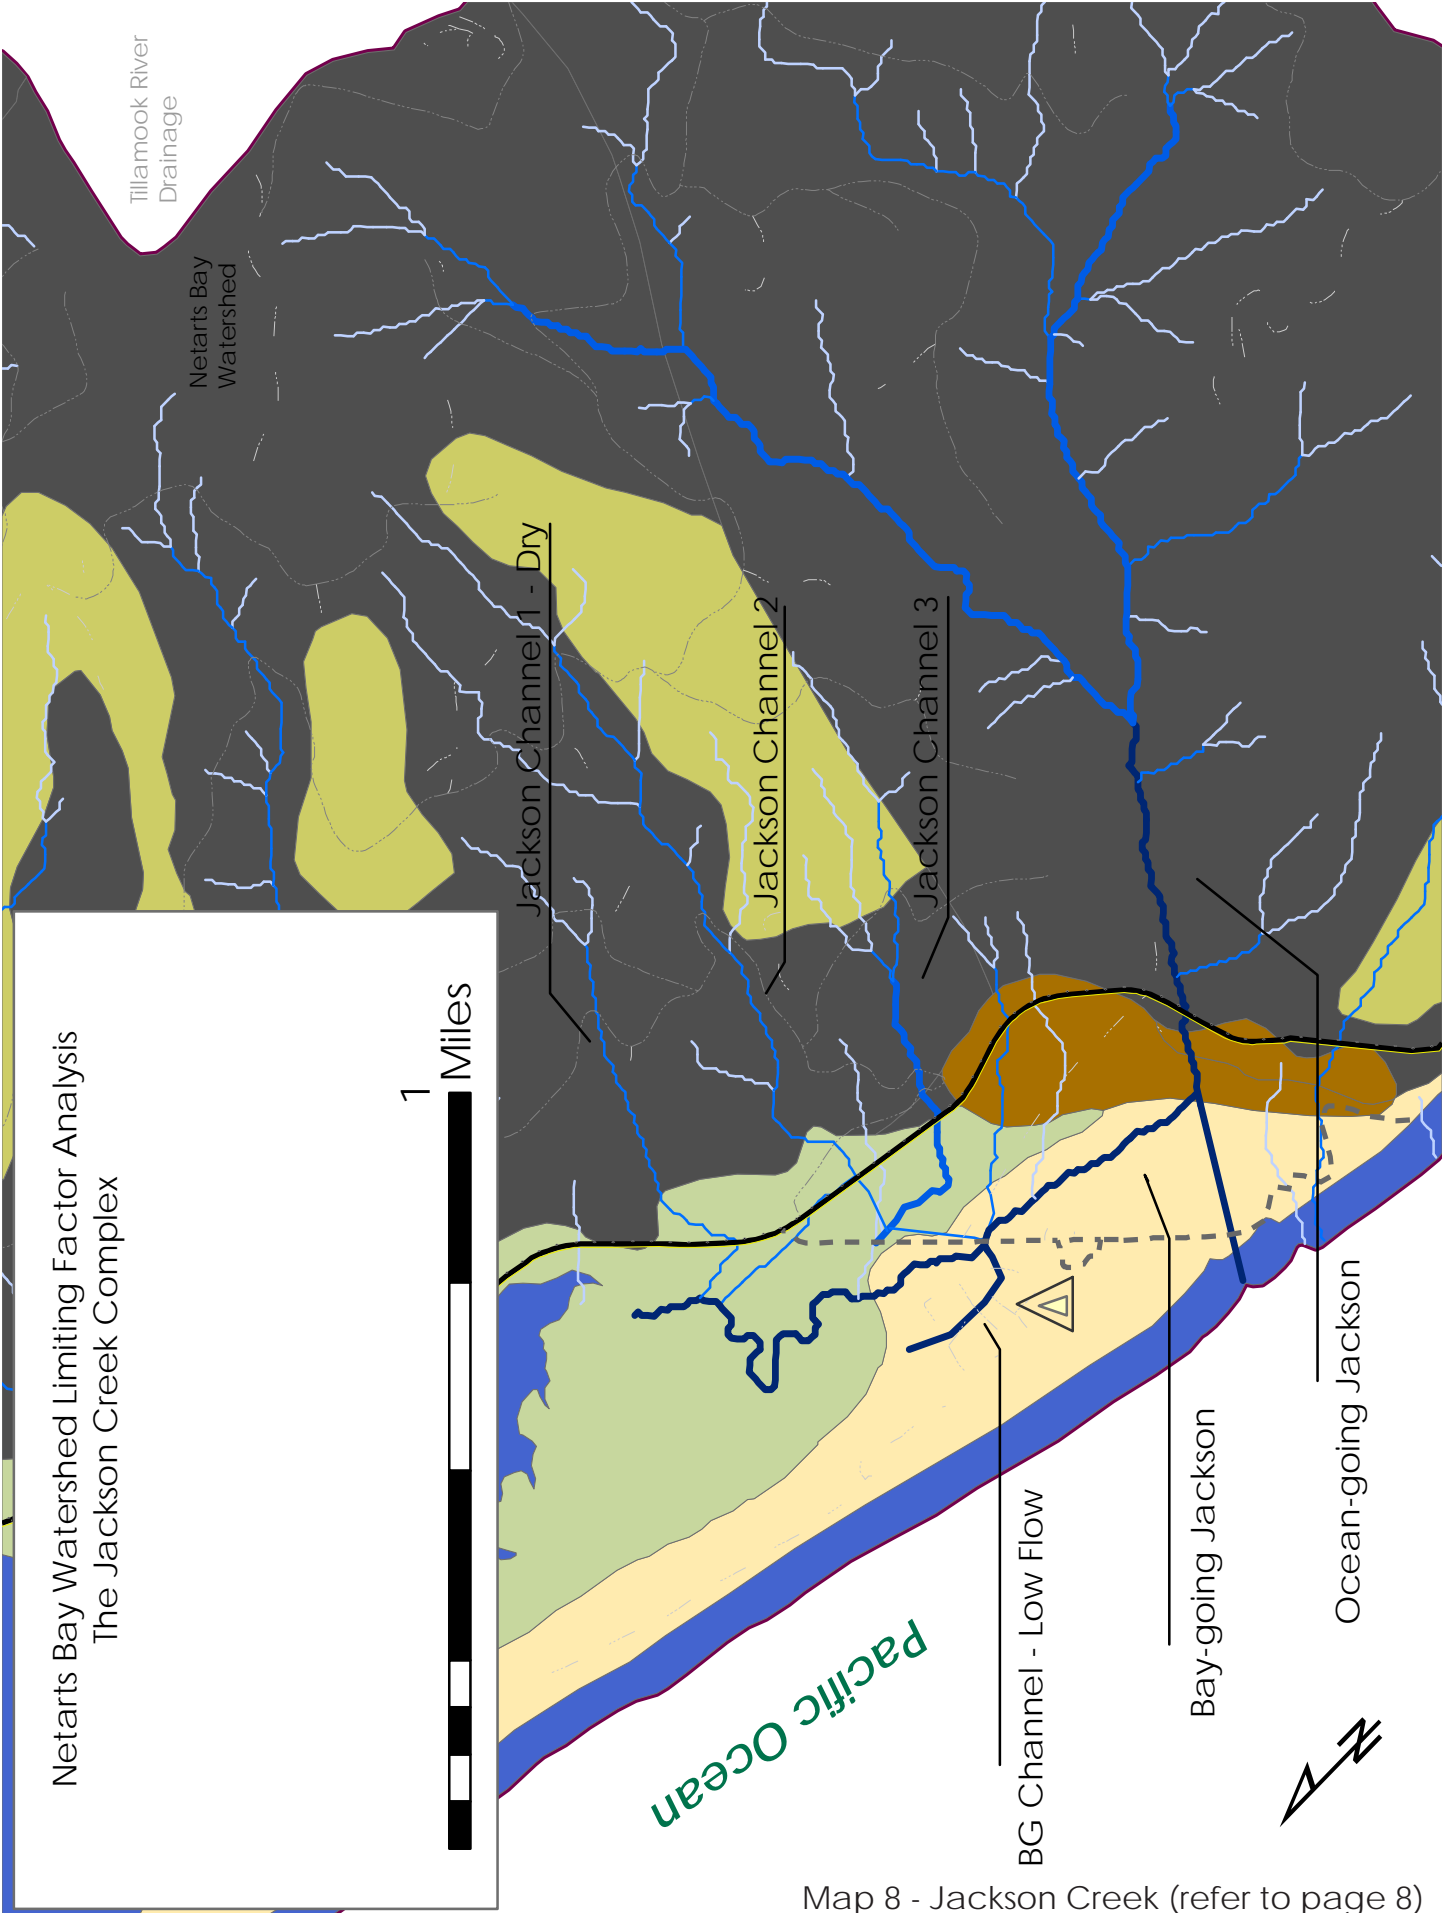 Netarts Bay Watershed Limiting Factor Analysis
The Jackson Creek Complex
1
Miles
Tillamook River
Drainage
Netarts Bay
Watershed
Jackson Channel 1 - Dry
Jackson Channel 2
Jackson Channel 3
Pacific Ocean
BG Channel - Low Flow
Bay-going Jackson
Ocean-going Jackson
N
Map 8 - Jackson Creek (refer to page 8)